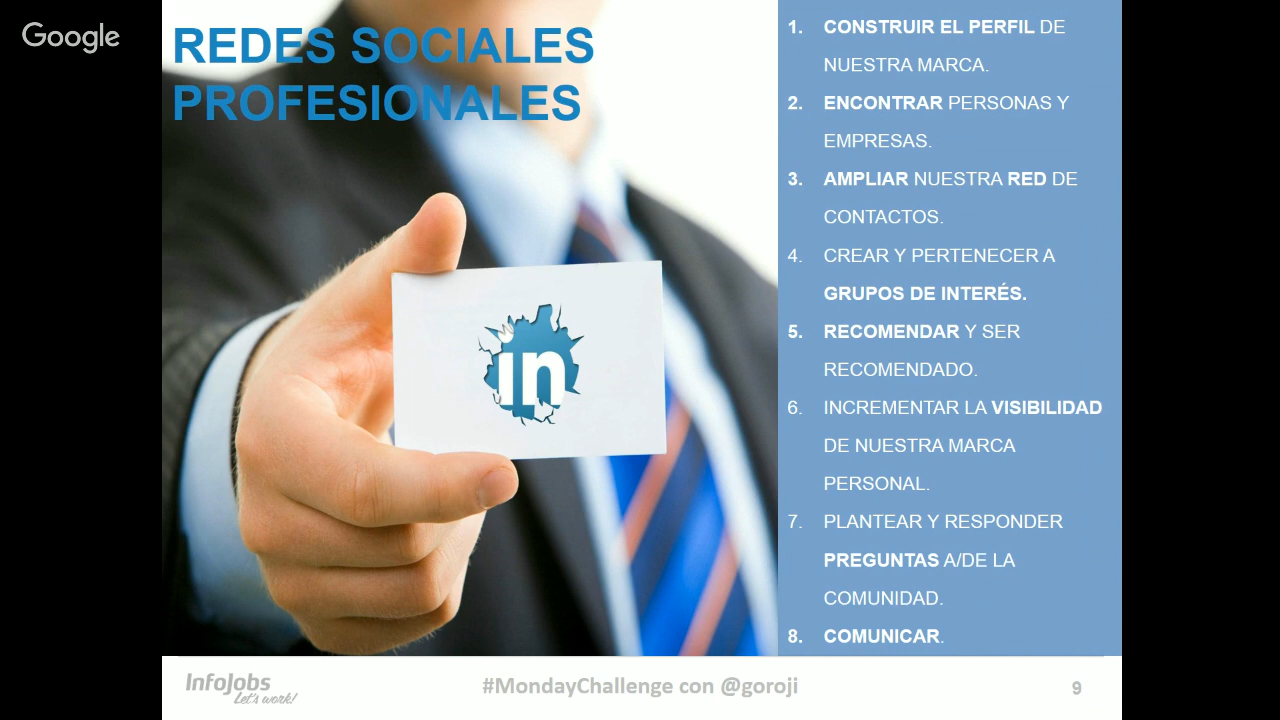 Google
REDES SOCIALES
PROFESIONALES
in
1. CONSTRUIR EL PERFIL DE
NUESTRA MARCA.
2. ENCONTRAR PERSONAS Y
EMPRESAS.
3. AMPLIAR NUESTRA RED DE
CONTACTOS.
4. CREAR Y PERTENECER A
GRUPOS DE INTERÉS.
5. RECOMENDAR Y SER
RECOMENDADO.
6. INCREMENTAR LA VISIBILIDAD
DE NUESTRA MARCA
PERSONAL.
7. PLANTEAR Y RESPONDER
PREGUNTAS A/DE LA
COMUNIDAD.
8. COMUNICAR.
InfoJobs
Let's work!
#MondayChallenge con @goroji
9